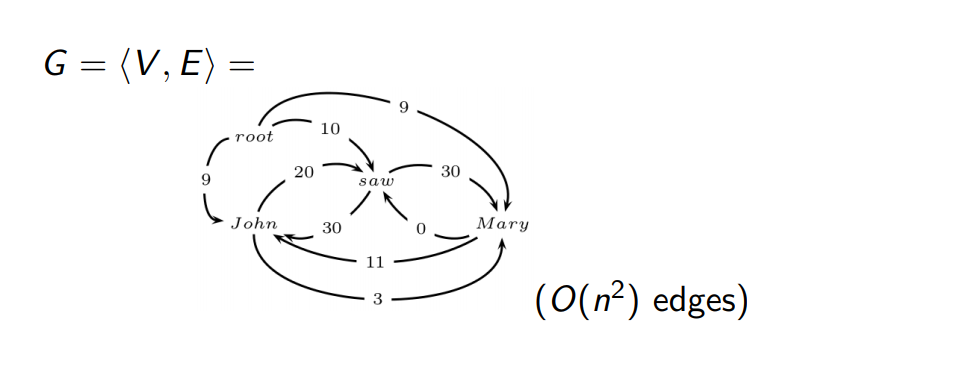 G = ⟨V, E⟩ =
9
root
10
20
saw
30
9
John
30
0
Mary
11
3
(O(n²) edges)